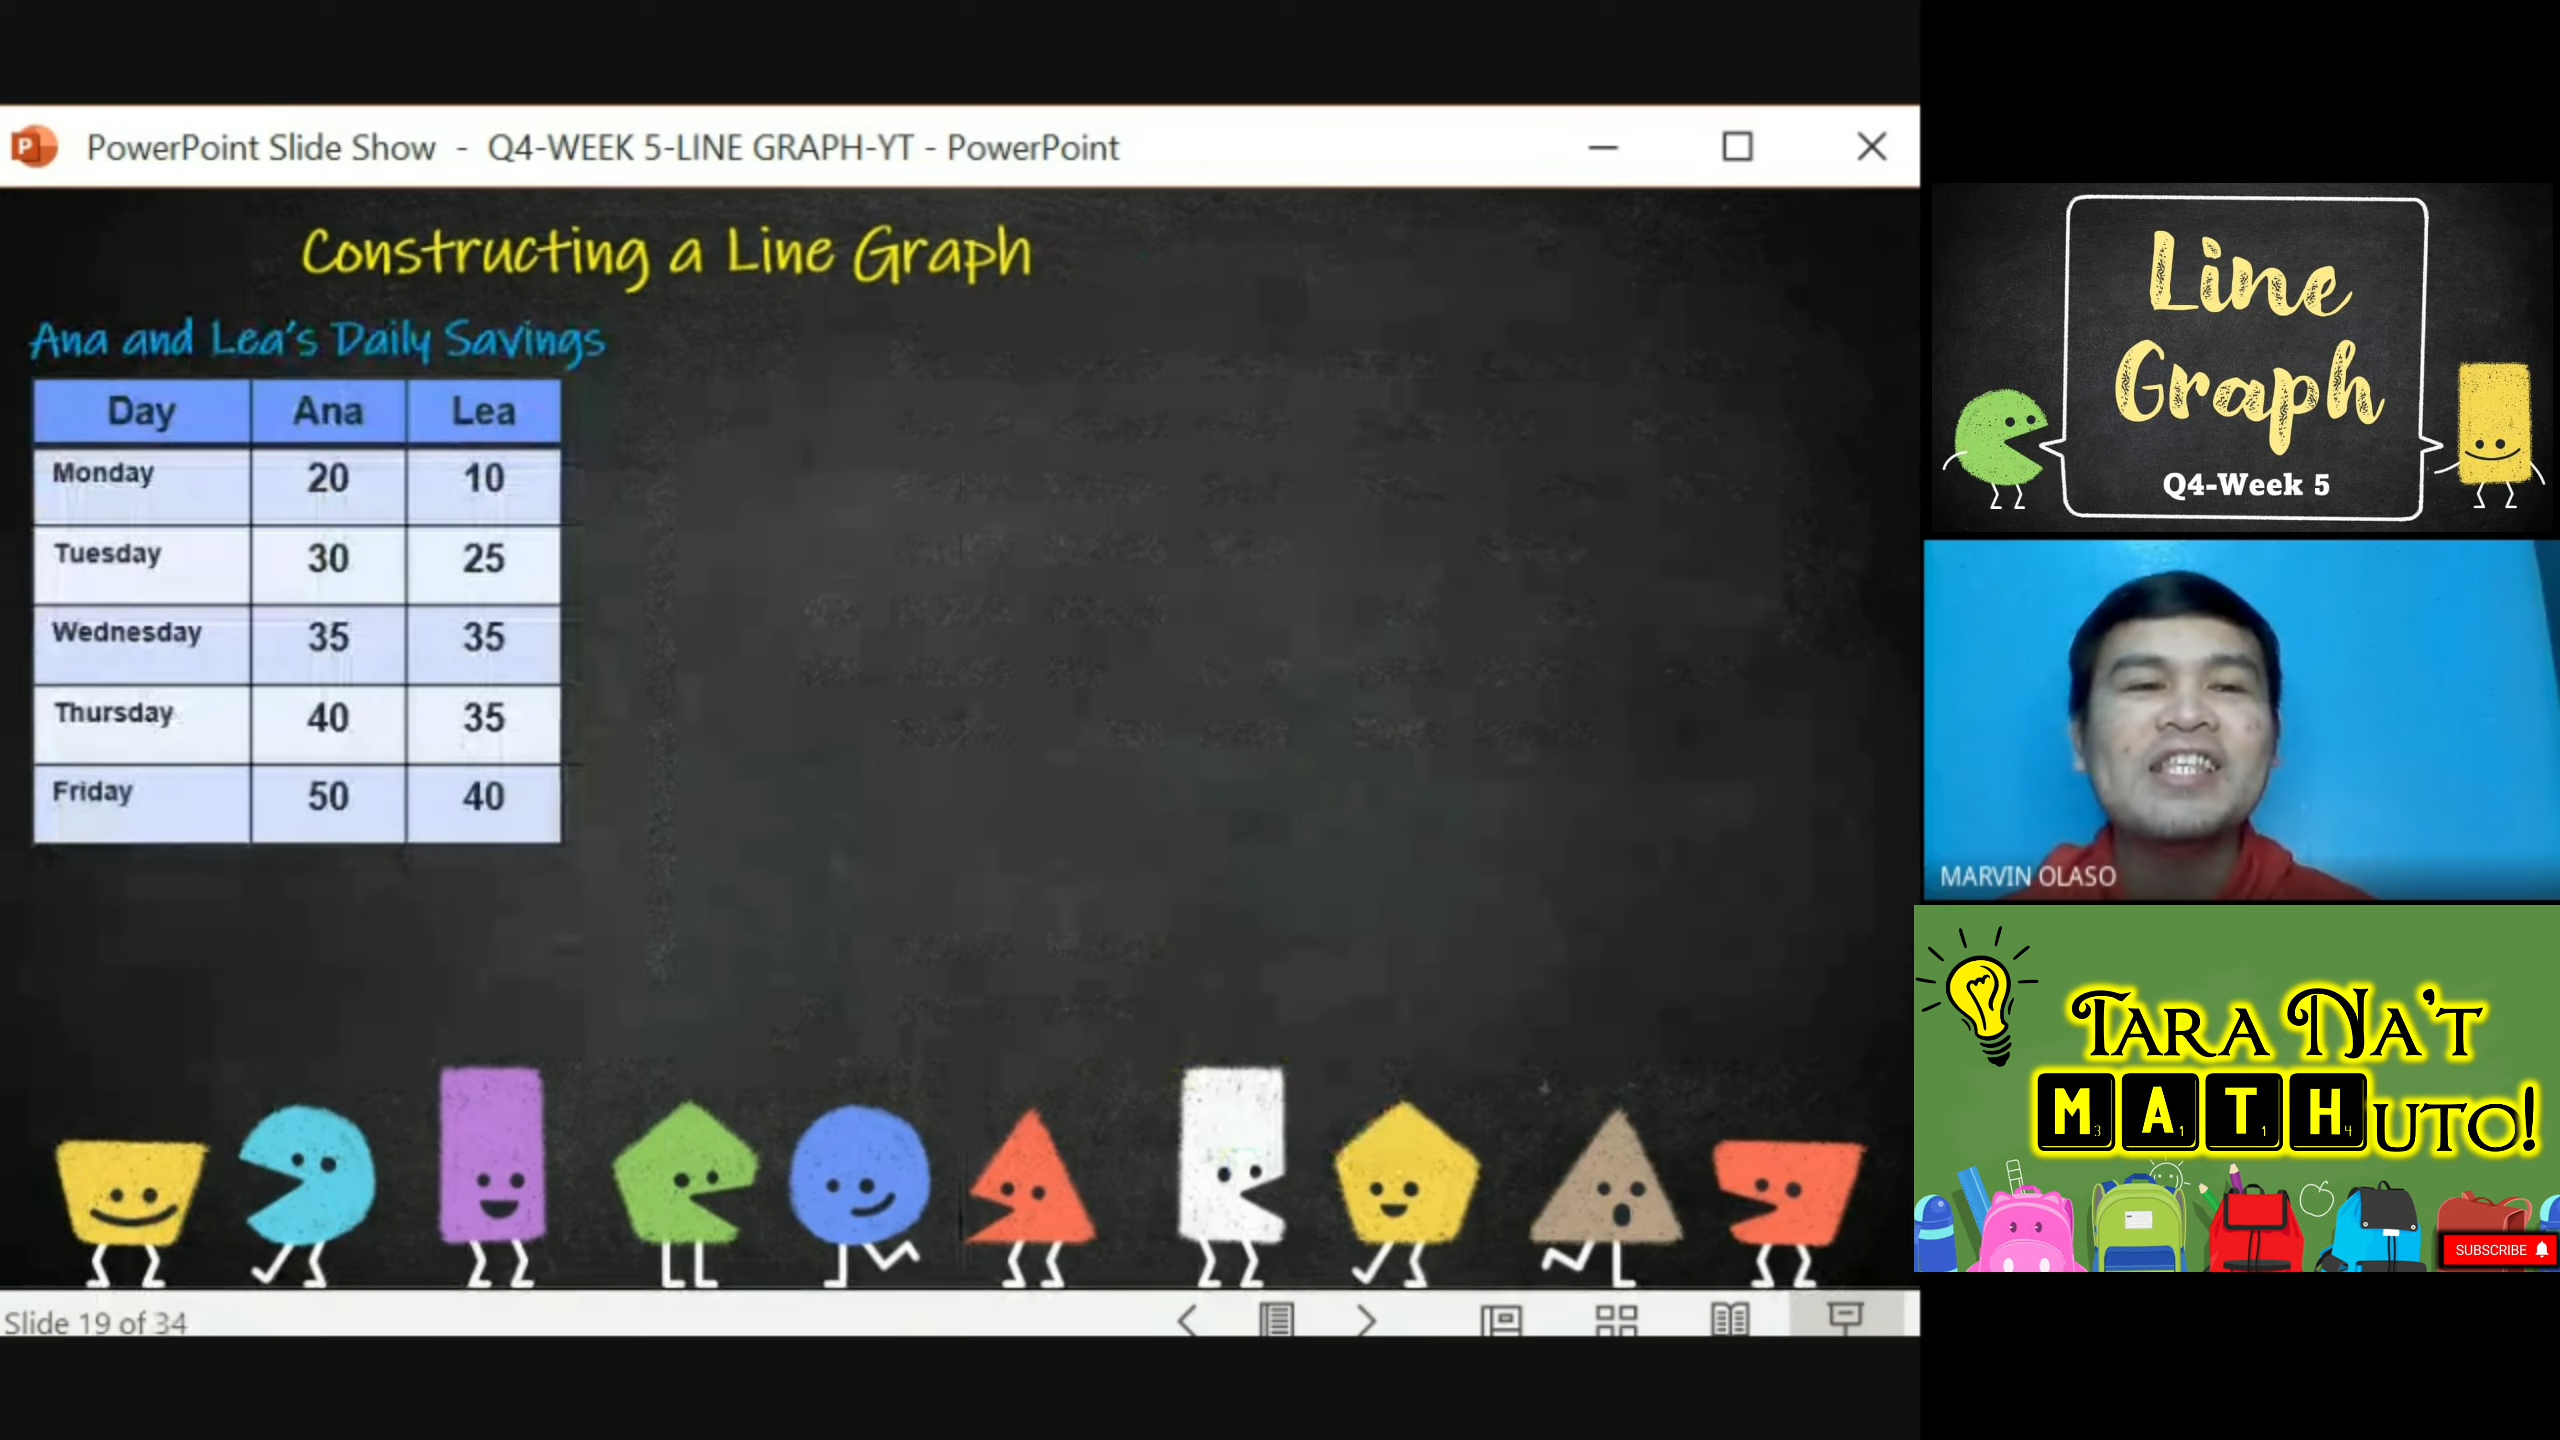 PowerPoint Slide Show - Q4-WEEK 5-LINE GRAPH-YT - PowerPoint
Constructing a Line Graph
Ana and Lea's Daily Savings
Day Ana Lea
Monday 20 10
Tuesday 30 25
Wednesday 35 35
Thursday 40 35
Friday 50 40
Slide 19 of 34
Line
Graph
Q4-Week 5
MARVIN OLASO
TARA NA'T
MATHUTO!
SUBSCRIBE